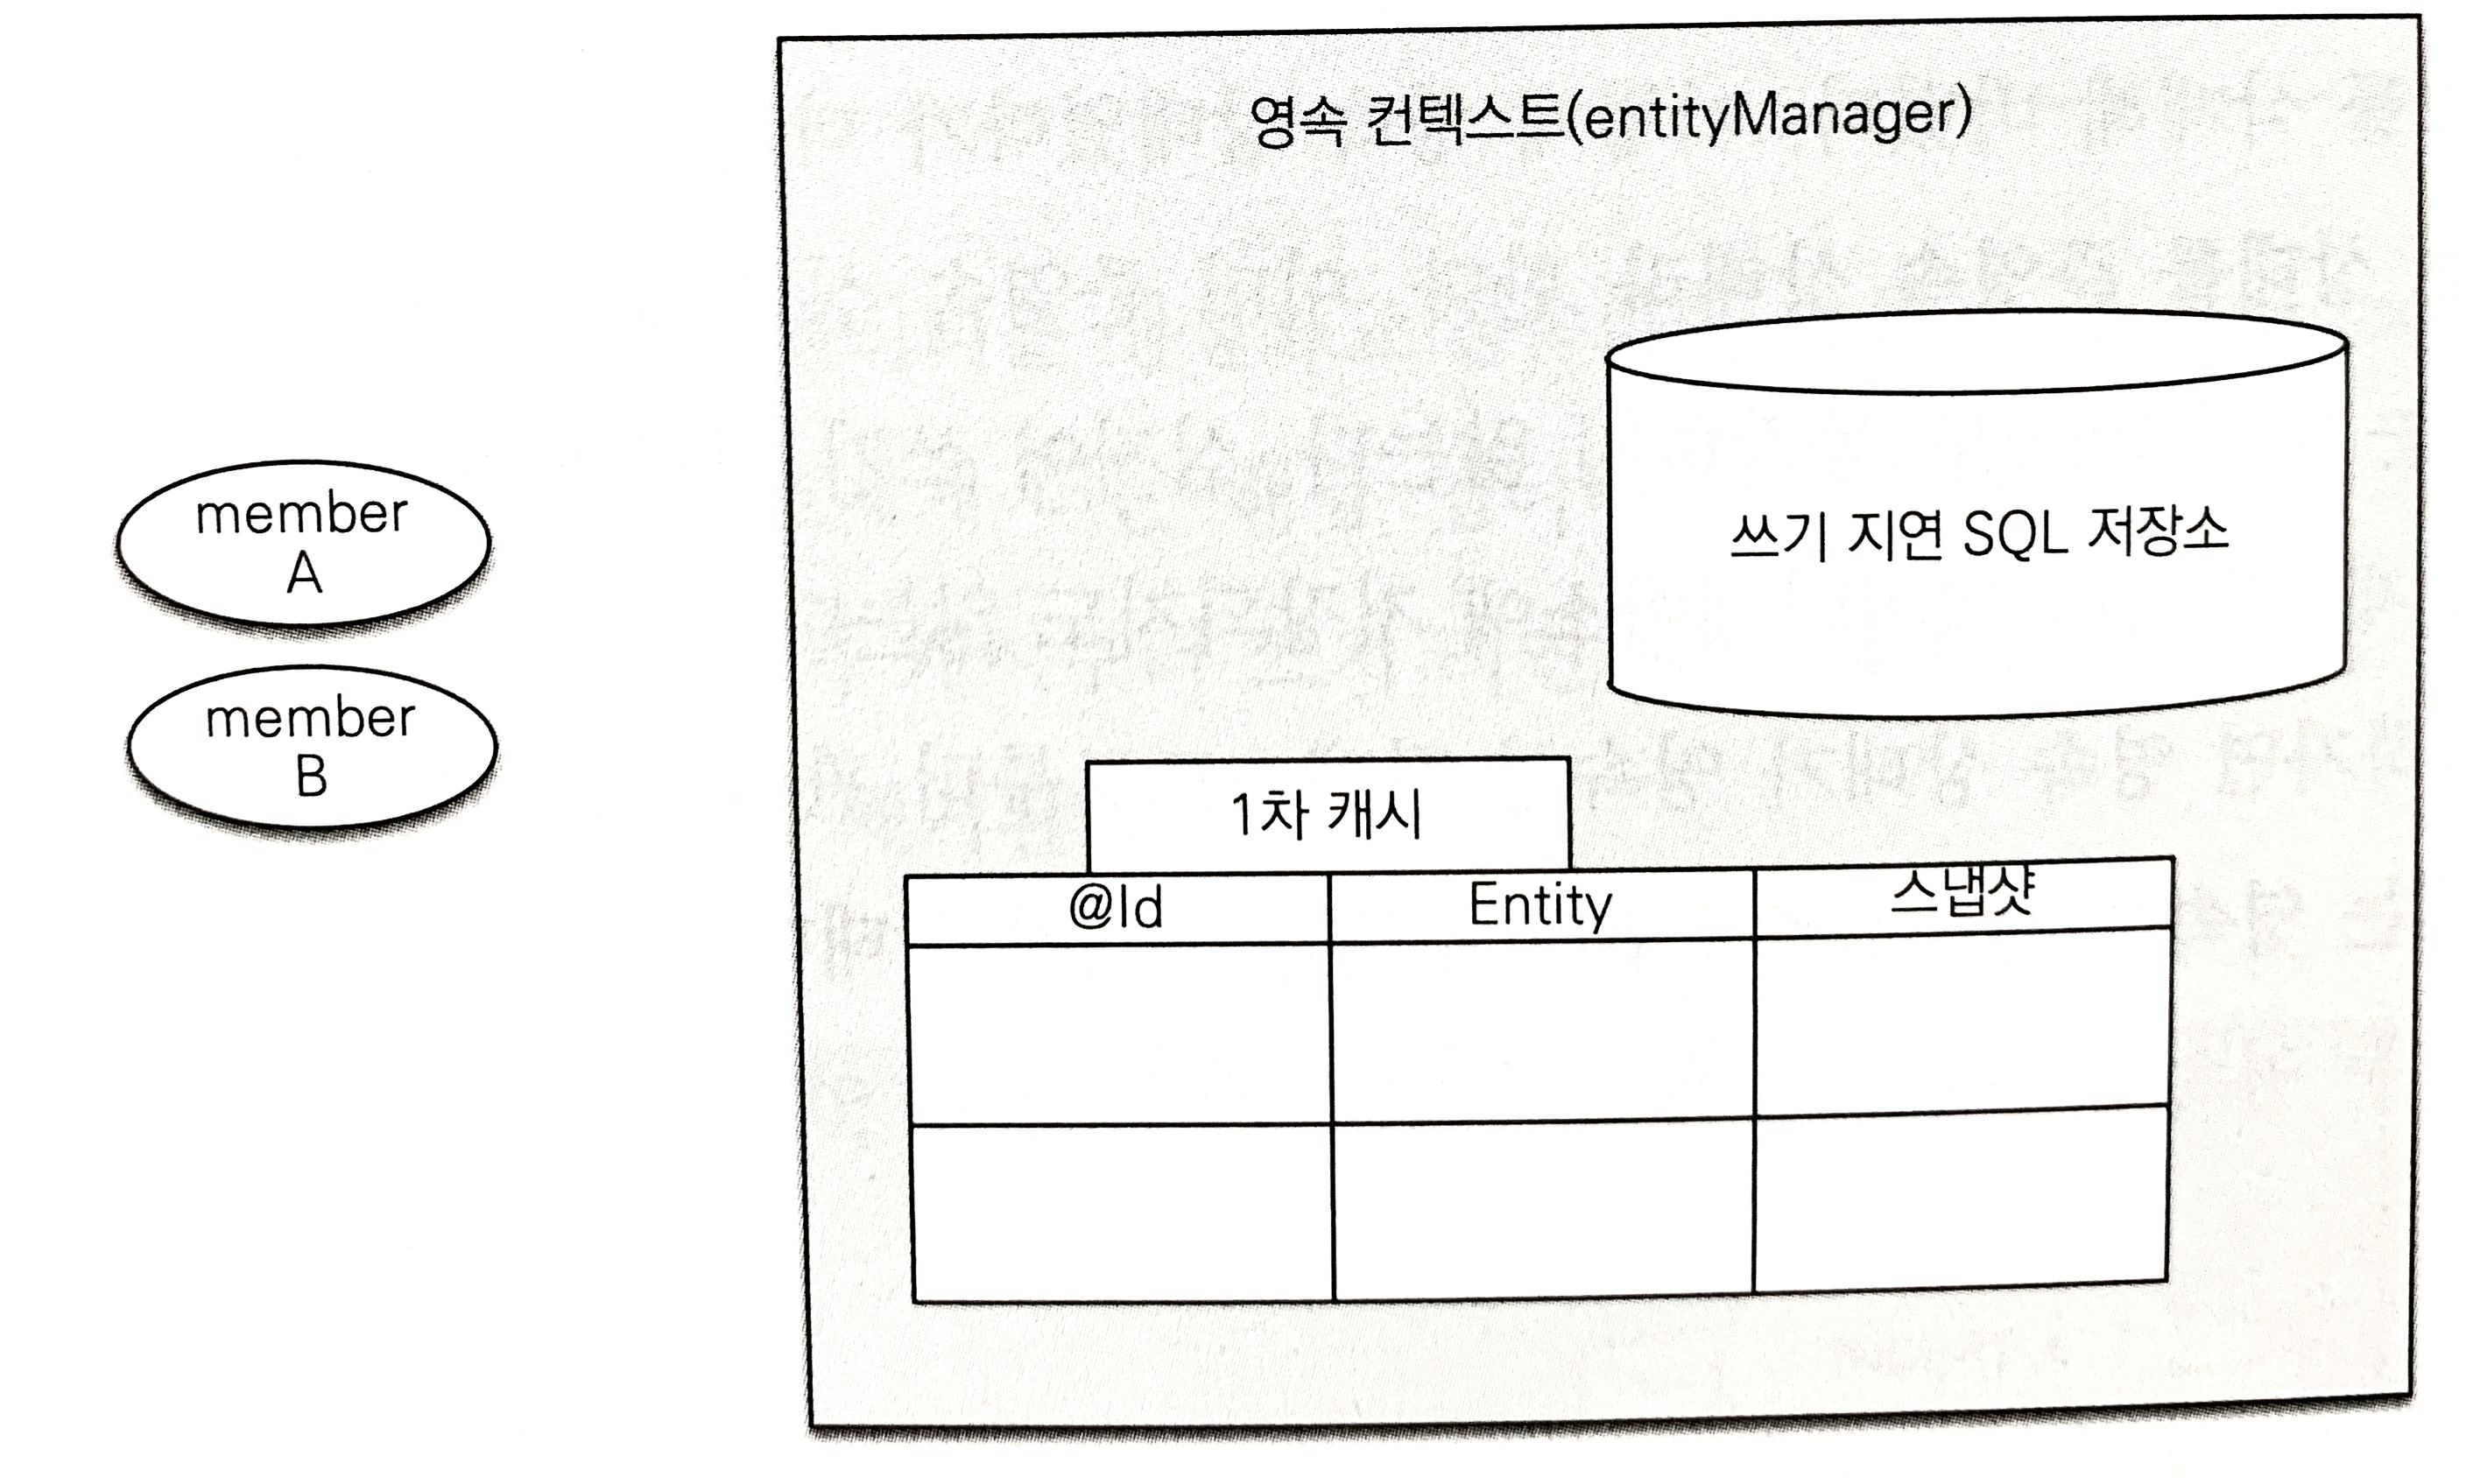 영속 컨텍스트(entityManager)
member
A
member
B
쓰기 지연 SQL 저장소
1차 캐시
@Id
Entity
스냅샷